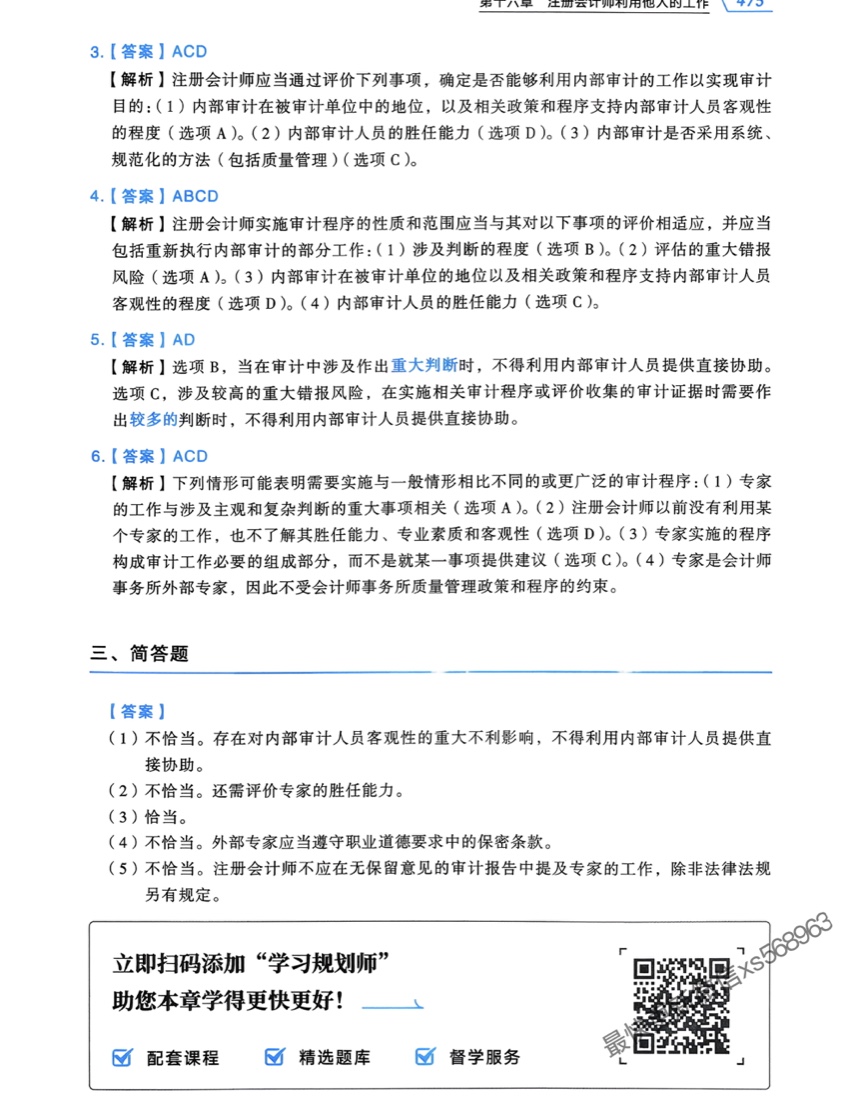 第十六章 注册会计师利用他人的工作 475
3.【答案】ACD
【解析】注册会计师应当通过评价下列事项，确定是否能够利用内部审计的工作以实现审计
目的：（1）内部审计在被审计单位中的地位，以及相关政策和程序支持内部审计人员客观性
的程度（选项 A）。（2）内部审计人员的胜任能力（选项 D）。（3）内部审计是否采用系统、
规范化的方法（包括质量管理）（选项 C）。
4.【答案】ABCD
【解析】注册会计师实施审计程序的性质和范围应当与其对以下事项的评价相适应，并应当
包括重新执行内部审计的部分工作：（1）涉及判断的程度（选项 B）。（2）评估的重大错报
风险（选项 A）。（3）内部审计在被审计单位的地位以及相关政策和程序支持内部审计人员
客观性的程度（选项 D）。（4）内部审计人员的胜任能力（选项 C）。
5.【答案】AD
【解析】选项 B，当在审计中涉及作出重大判断时，不得利用内部审计人员提供直接协助。
选项 C，涉及较高的重大错报风险，在实施相关审计程序或评价收集的审计证据时需要作
出较多的判断时，不得利用内部审计人员提供直接协助。
6.【答案】ACD
【解析】下列情形可能表明需要实施与一般情形相比不同的或更广泛的审计程序：（1）专家
的工作与涉及主观和复杂判断的重大事项相关（选项 A）。（2）注册会计师以前没有利用某
个专家的工作，也不了解其胜任能力、专业素质和客观性（选项 D）。（3）专家实施的程序
构成审计工作必要的组成部分，而不是就某一事项提供建议（选项 C）。（4）专家是会计师
事务所外部专家，因此不受会计师事务所质量管理政策和程序的约束。
三、简答题
【答案】
（1）不恰当。存在对内部审计人员客观性的重大不利影响，不得利用内部审计人员提供直
接协助。
（2）不恰当。还需评价专家的胜任能力。
（3）恰当。
（4）不恰当。外部专家应当遵守职业道德要求中的保密条款。
（5）不恰当。注册会计师不应在无保留意见的审计报告中提及专家的工作，除非法律法规
另有规定。
立即扫码添加“学习规划师”
助您本章学得更快更好！
配套课程 精选题库 督学服务
信xs568963